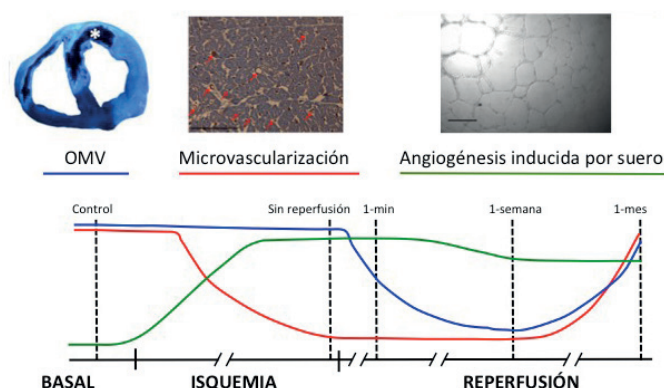 *
OMV
Microvascularización
Angiogénesis inducida por suero
Control
Sin reperfusión
1-min
1-semana
1-mes
BASAL
ISQUEMIA
REPERFUSIÓN